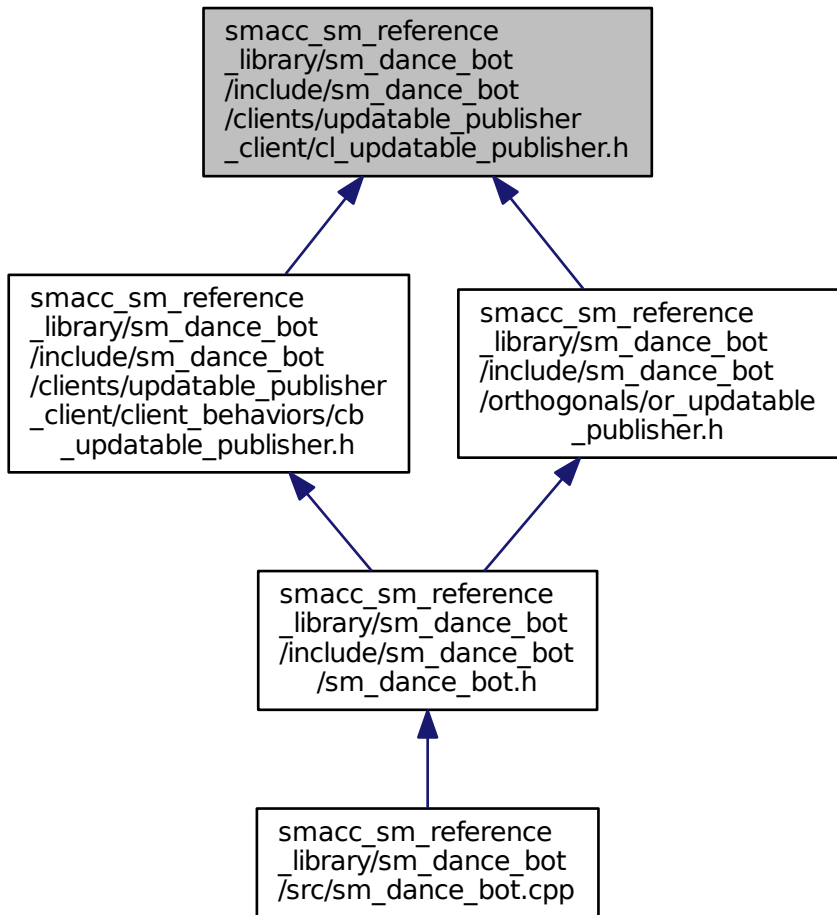 smacc_sm_reference
_library/sm_dance_bot
/include/sm_dance_bot
/clients/updatable_publisher
_client/cl_updatable_publisher.h
smacc_sm_reference
_library/sm_dance_bot
/include/sm_dance_bot
/clients/updatable_publisher
_client/client_behaviors/cb
_updatable_publisher.h
smacc_sm_reference
_library/sm_dance_bot
/include/sm_dance_bot
/orthogonals/or_updatable
_publisher.h
smacc_sm_reference
_library/sm_dance_bot
/include/sm_dance_bot
/sm_dance_bot.h
smacc_sm_reference
_library/sm_dance_bot
/src/sm_dance_bot.cpp